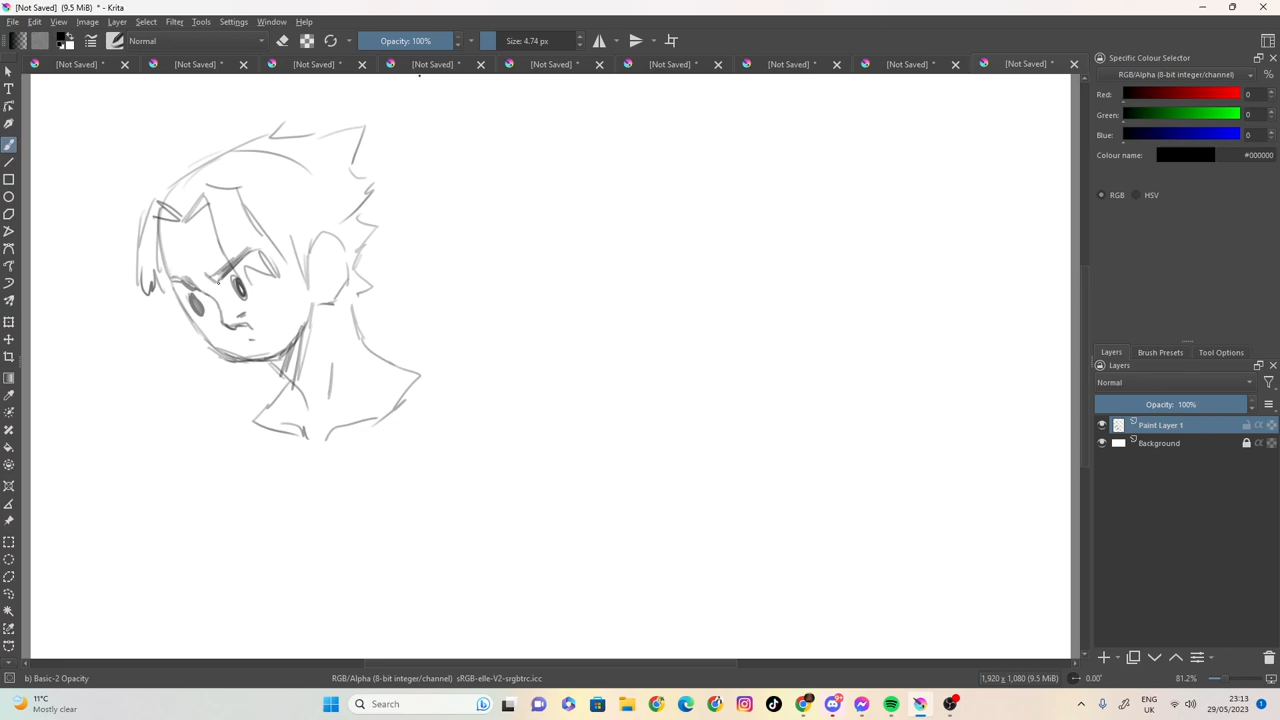 [Not Saved] (9.5 MiB) * - Krita
File Edit View Image Layer Select Filter Tools Settings Window Help
Normal Opacity: 100% Size: 4.74 px
[Not Saved] * [Not Saved] * [Not Saved] * [Not Saved] * [Not Saved] * [Not Saved] * [Not Saved] * [Not Saved] * [Not Saved] *
Specific Colour Selector
RGB/Alpha (8-bit integer/channel) %
Red: 0
Green: 0
Blue: 0
Colour name: #000000
RGB HSV
Layers Brush Presets Tool Options
Layers
Normal
Opacity: 100%
Paint Layer 1
Background
b) Basic-2 Opacity RGB/Alpha (8-bit integer/channel) sRGB-elle-V2-srgbtrc.icc 1,920 x 1,080 (9.5 MiB) 0.00° 81.2%
11°C
Mostly clear
Search
ENG
UK
23:13
29/05/2023